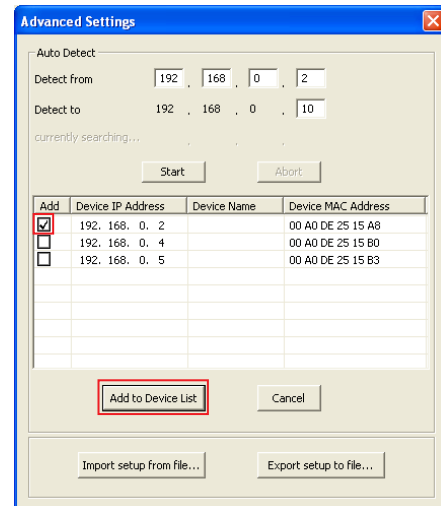 Advanced Settings
Auto Detect
Detect from 192 . 168 . 0 . 2
Detect to 192 . 168 . 0 . 10
currently searching... . . .
Start Abort
Add Device IP Address Device Name Device MAC Address
192. 168. 0. 2 00 A0 DE 25 15 A8
192. 168. 0. 4 00 A0 DE 25 15 B0
192. 168. 0. 5 00 A0 DE 25 15 B3
Add to Device List Cancel
Import setup from file... Export setup to file...